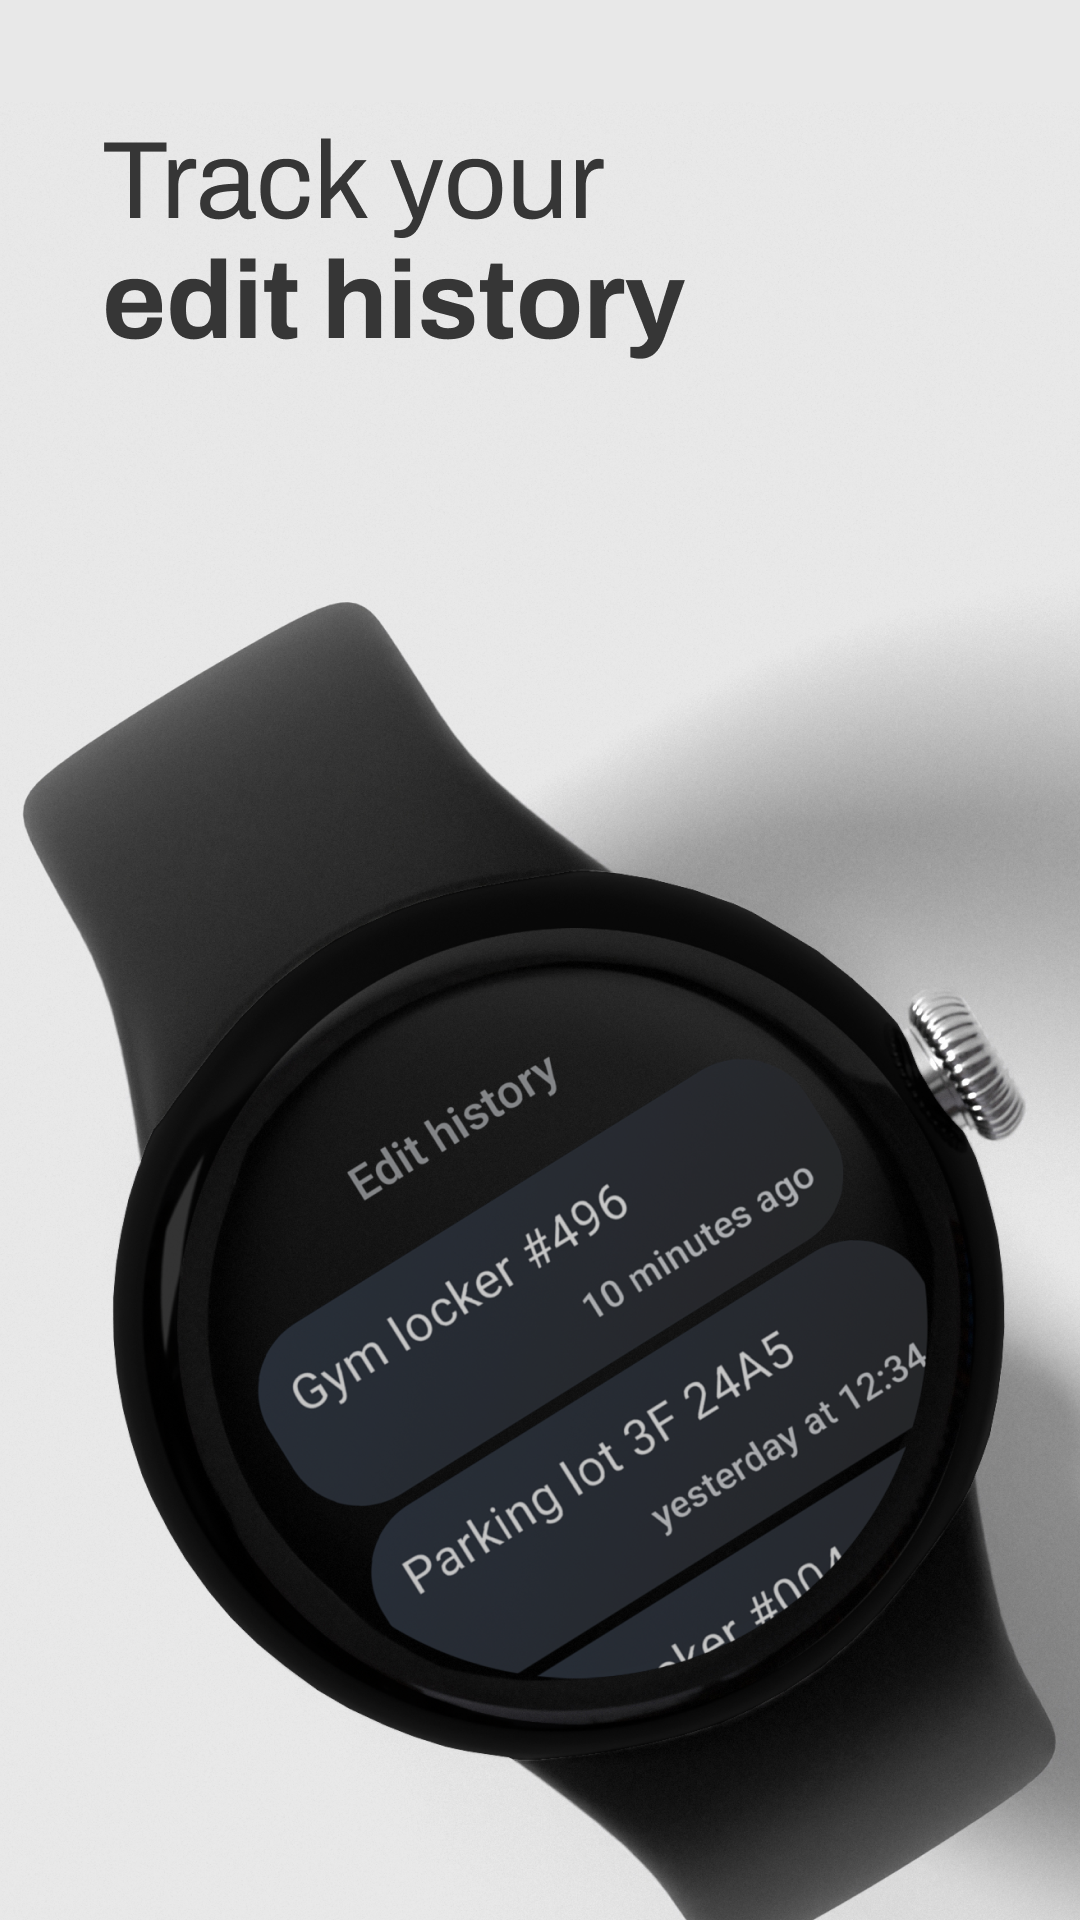 Track your
edit history
Edit history
Gym locker #496
10 minutes ago
Parking lot 3F 24A5
yesterday at 12:34
#004